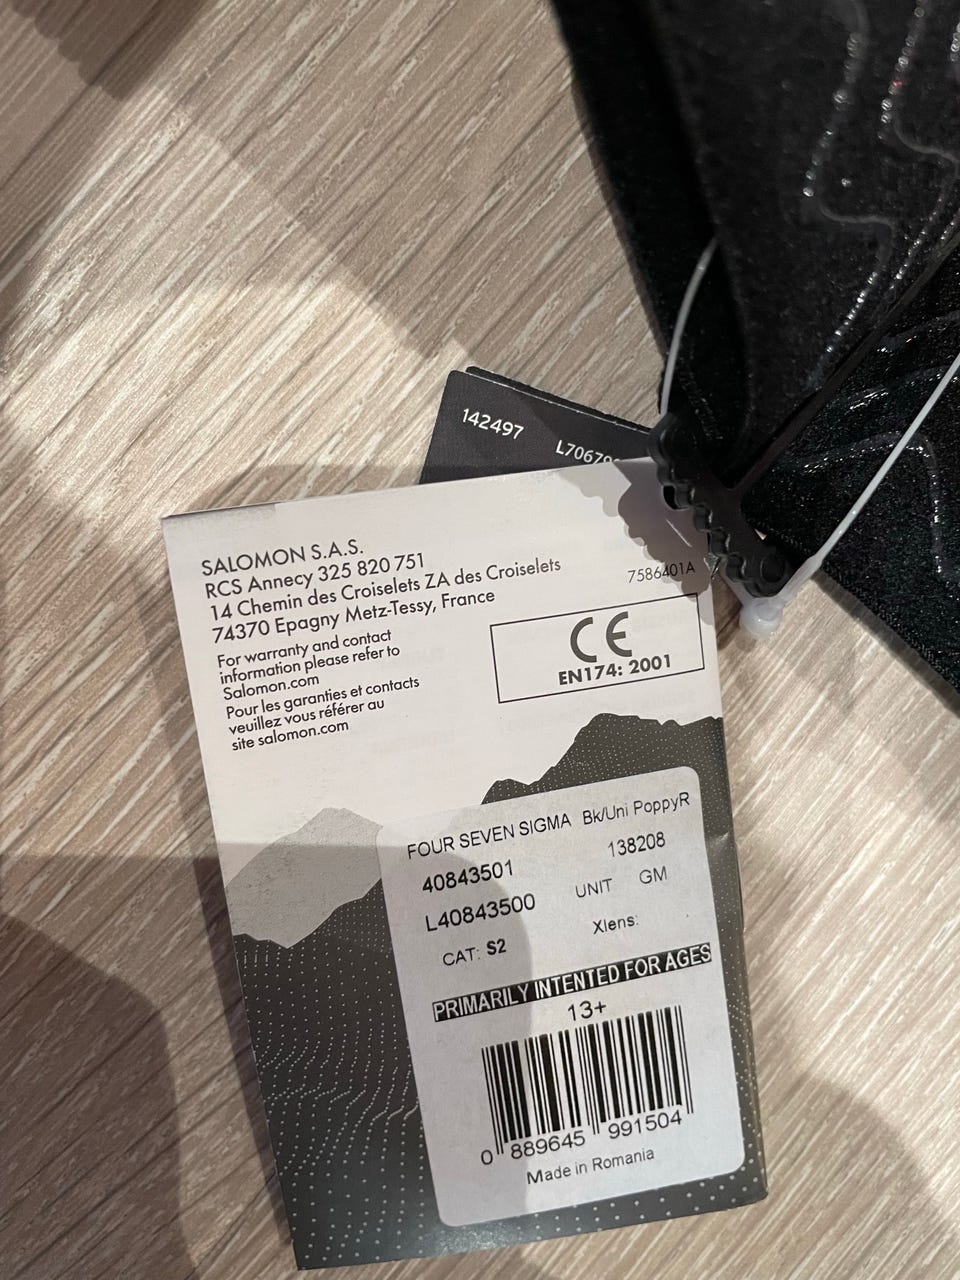 142497
SALOMON S.A.S.
RCS Annecy 325 820 751
14 Chemin des Croiselets ZA des Croiselets
74370 Epagny Metz-Tessy, France
For warranty and contact
information please refer to
Salomon.com
Pour les garanties et contacts
veuillez vous référer au
site salomon.com
7586401A
CE
EN174: 2001
FOUR SEVEN SIGMA Bk/Uni PoppyR
40843501 138208
L40843500 UNIT GM
CAT: S2 Xlens:
PRIMARILY INTENTED FOR AGES
13+
0 889645 991504
Made in Romania